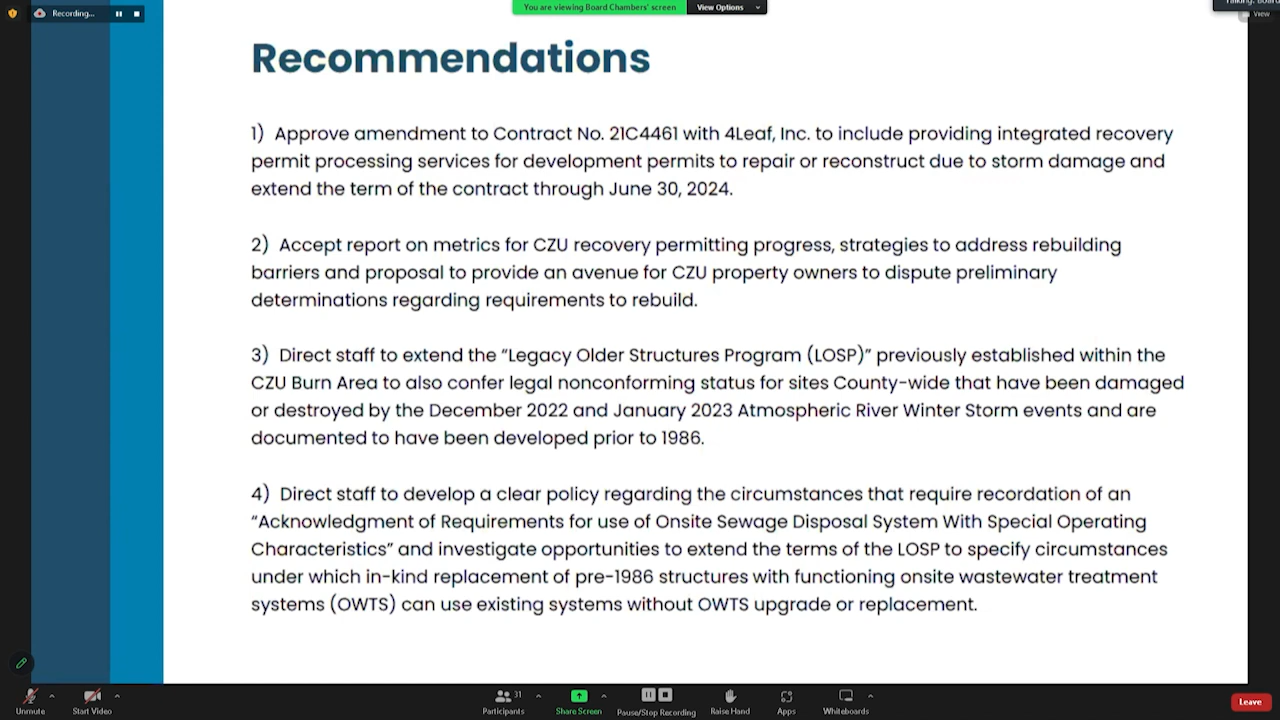 Recording...
You are viewing Board Chambers' screen
View Options
View
Recommendations
1) Approve amendment to Contract No. 21C4461 with 4Leaf, Inc. to include providing integrated recovery
permit processing services for development permits to repair or reconstruct due to storm damage and
extend the term of the contract through June 30, 2024.
2) Accept report on metrics for CZU recovery permitting progress, strategies to address rebuilding
barriers and proposal to provide an avenue for CZU property owners to dispute preliminary
determinations regarding requirements to rebuild.
3) Direct staff to extend the “Legacy Older Structures Program (LOSP)” previously established within the
CZU Burn Area to also confer legal nonconforming status for sites County-wide that have been damaged
or destroyed by the December 2022 and January 2023 Atmospheric River Winter Storm events and are
documented to have been developed prior to 1986.
4) Direct staff to develop a clear policy regarding the circumstances that require recordation of an
“Acknowledgment of Requirements for use of Onsite Sewage Disposal System With Special Operating
Characteristics” and investigate opportunities to extend the terms of the LOSP to specify circumstances
under which in-kind replacement of pre-1986 structures with functioning onsite wastewater treatment
systems (OWTS) can use existing systems without OWTS upgrade or replacement.
Unmute
Start Video
31
Participants
Share Screen
Pause/Stop Recording
Raise Hand
Apps
Whiteboards
Leave